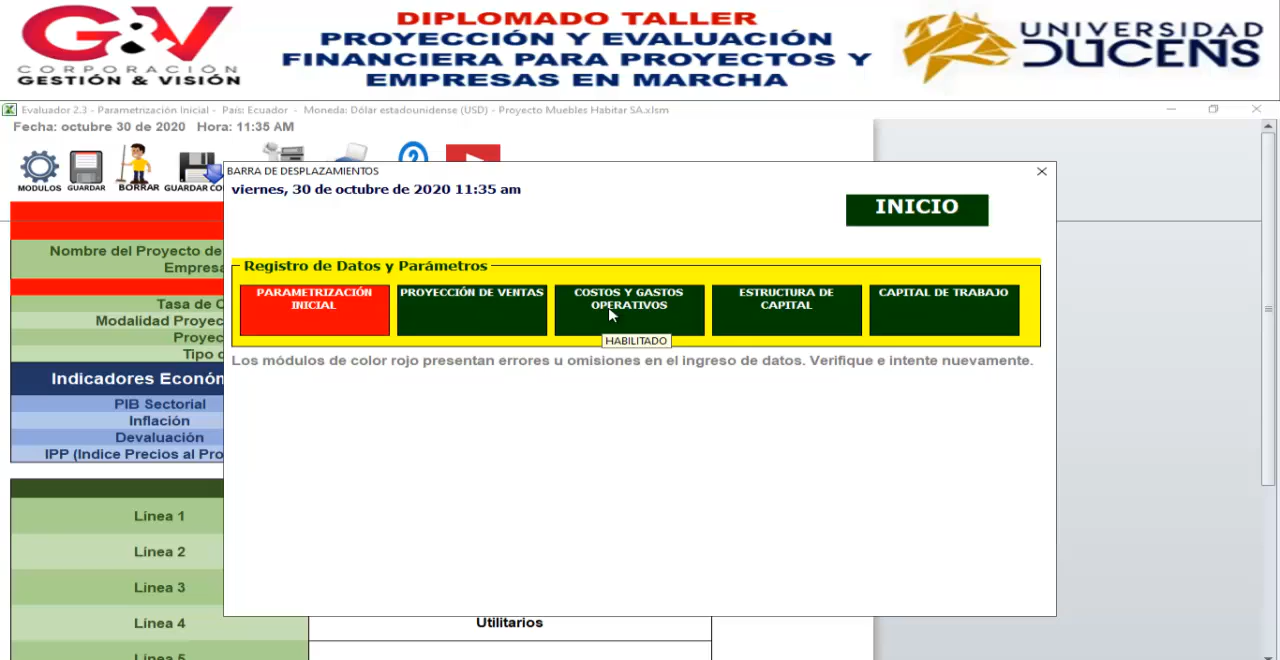 G&V
CORPORACIÓN
GESTIÓN & VISIÓN
DIPLOMADO TALLER
PROYECCIÓN Y EVALUACIÓN
FINANCIERA PARA PROYECTOS Y
EMPRESAS EN MARCHA
UNIVERSIDAD
DUCENS
Evaluador 2.3 - Parametrización Inicial - País: Ecuador - Moneda: Dólar estadounidense (USD) - Proyecto Muebles Habitar SA.xlsm
Fecha: octubre 30 de 2020 Hora: 11:35 AM
MODULOS GUARDAR BORRAR GUARDAR CO
BARRA DE DESPLAZAMIENTOS
viernes, 30 de octubre de 2020 11:35 am
INICIO
Registro de Datos y Parámetros
PARAMETRIZACIÓN INICIAL
PROYECCIÓN DE VENTAS
COSTOS Y GASTOS OPERATIVOS
ESTRUCTURA DE CAPITAL
CAPITAL DE TRABAJO
HABILITADO
Los módulos de color rojo presentan errores u omisiones en el ingreso de datos. Verifique e intente nuevamente.
Nombre del Proyecto de
Empresa
Tasa de C
Modalidad Proyec
Proyec
Tipo d
Indicadores Económ
PIB Sectorial
Inflación
Devaluación
IPP (Indice Precios al Pro
Línea 1
Línea 2
Línea 3
Línea 4
Utilitarios
Línea 5